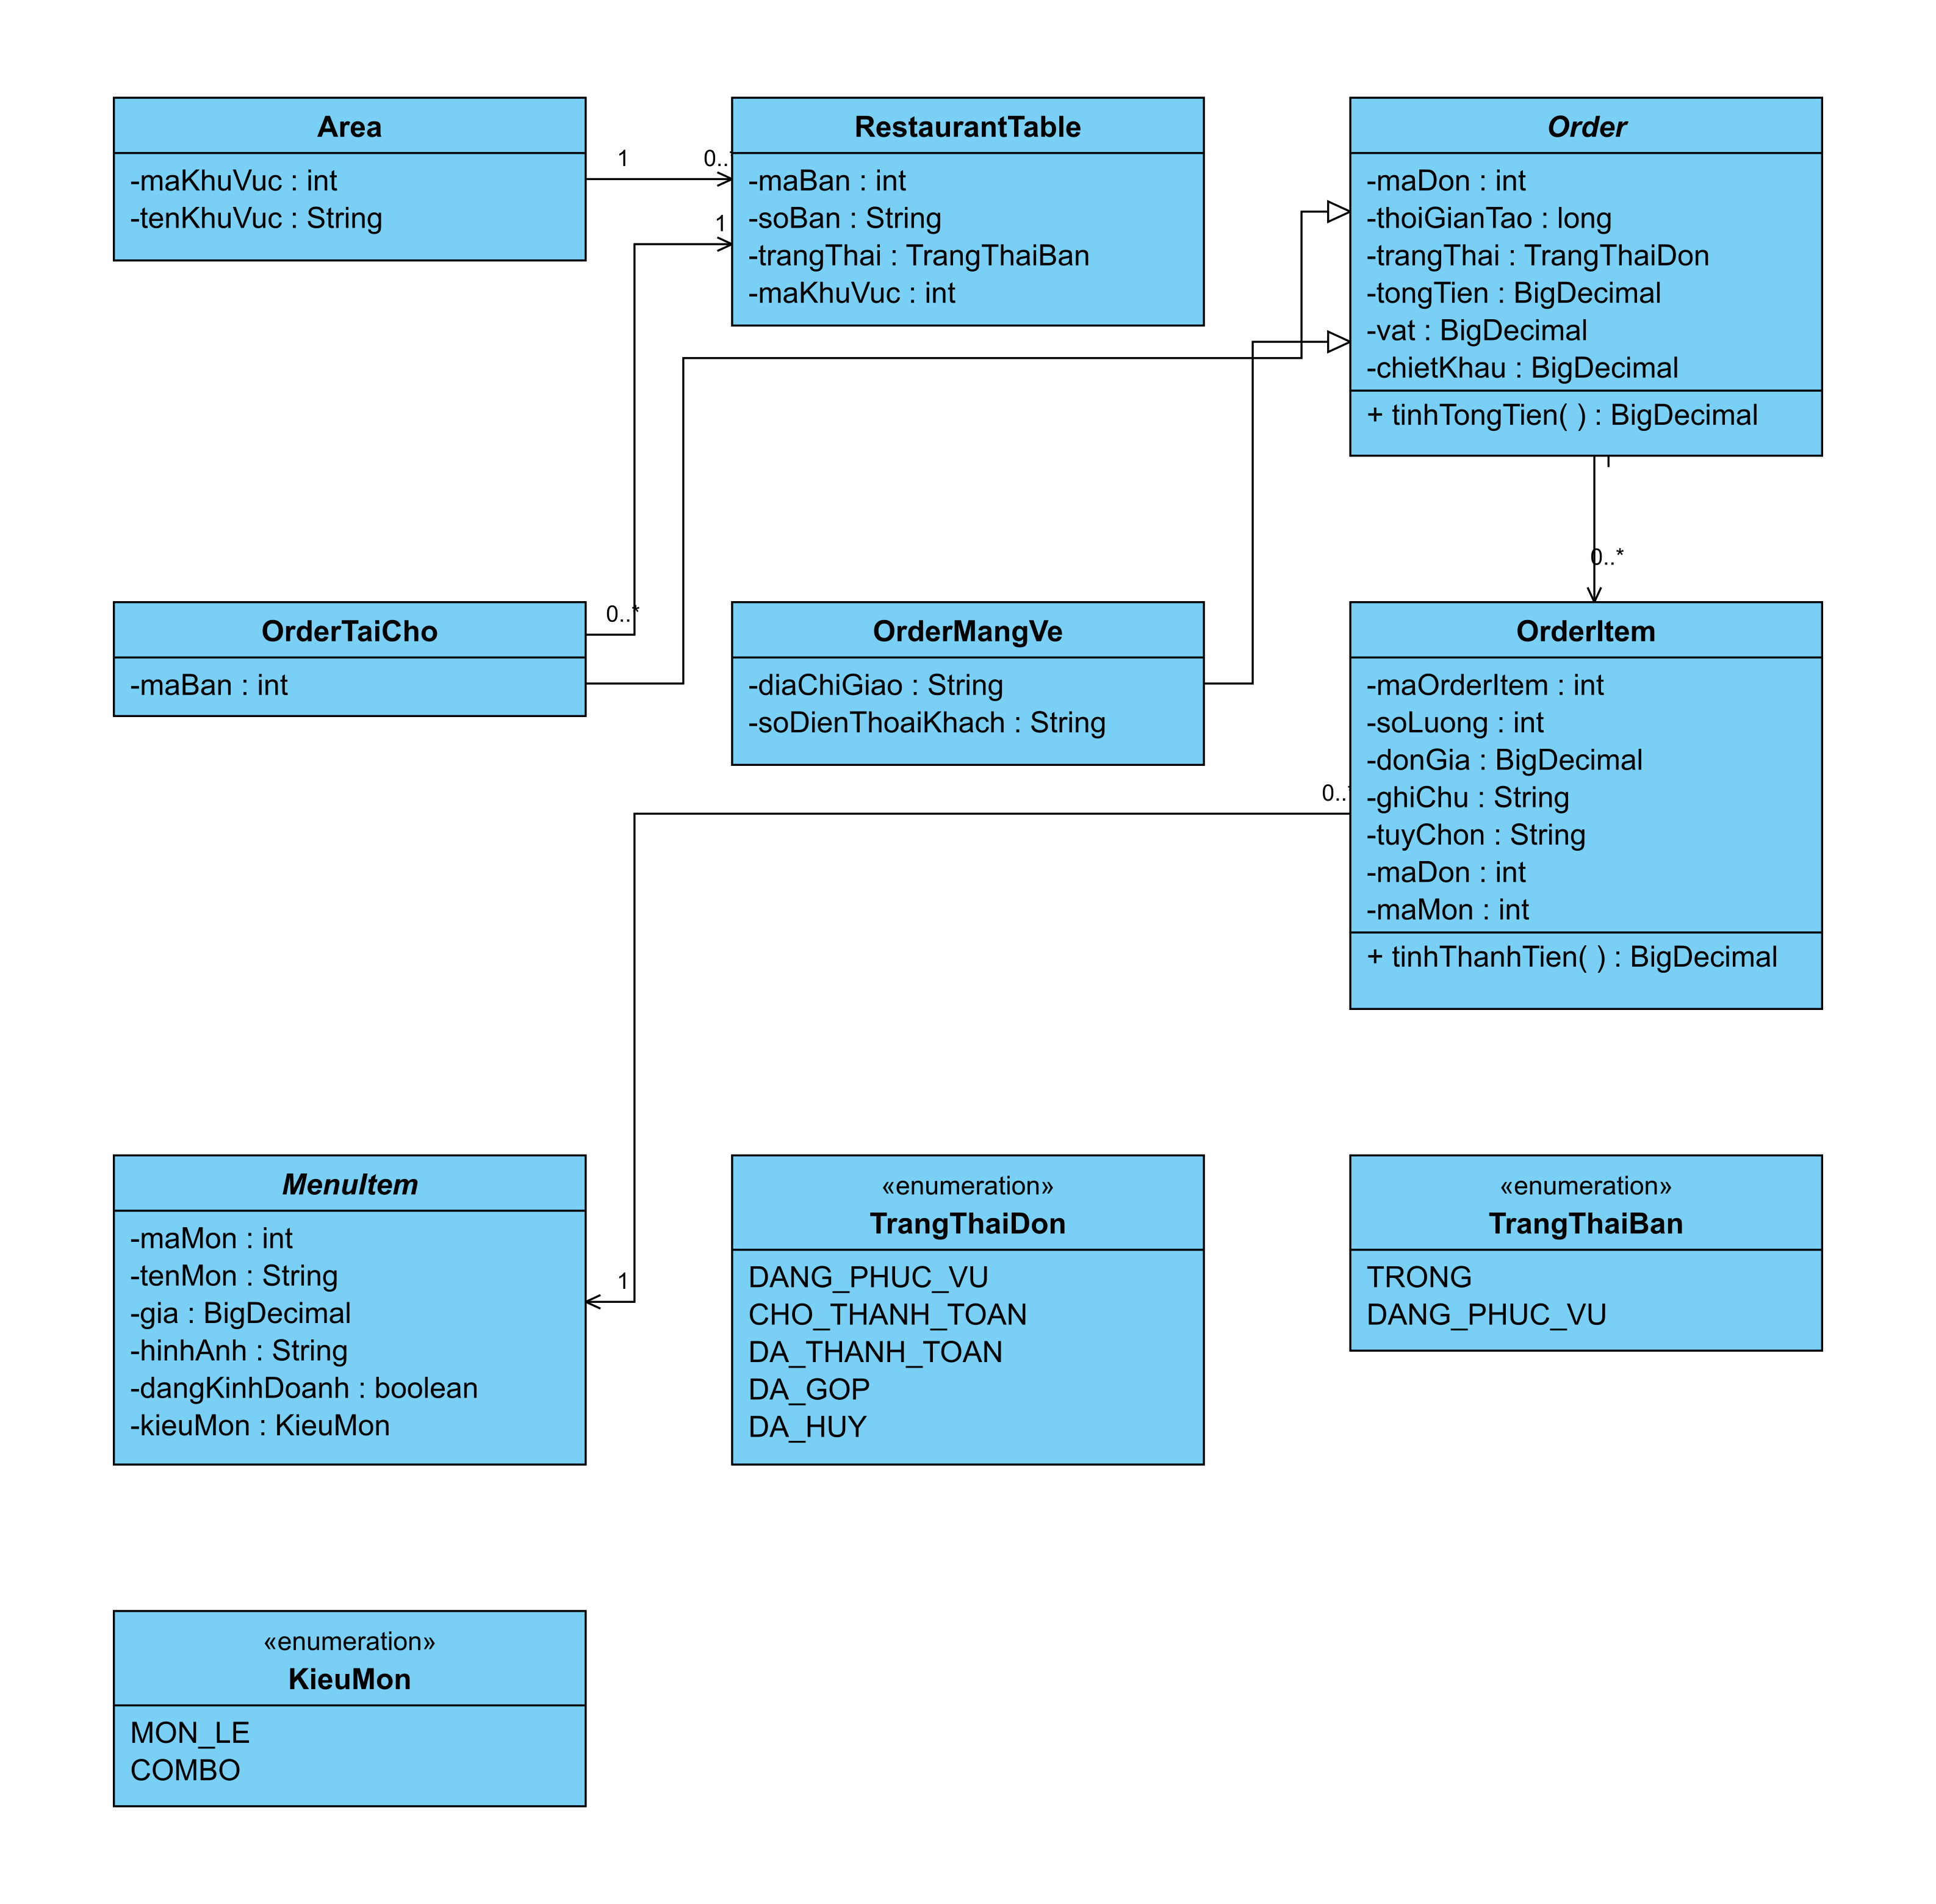 Area
-maKhuVuc : int
-tenKhuVuc : String
1
0..
RestaurantTable
-maBan : int
-soBan : String
-trangThai : TrangThaiBan
-maKhuVuc : int
1
Order
-maDon : int
-thoiGianTao : long
-trangThai : TrangThaiDon
-tongTien : BigDecimal
-vat : BigDecimal
-chietKhau : BigDecimal
+ tinhTongTien( ) : BigDecimal
0..*
OrderTaiCho
-maBan : int
0..*
OrderMangVe
-diaChiGiao : String
-soDienThoaiKhach : String
OrderItem
-maOrderItem : int
-soLuong : int
-donGia : BigDecimal
-ghiChu : String
-tuyChon : String
-maDon : int
-maMon : int
+ tinhThanhTien( ) : BigDecimal
0..
MenuItem
-maMon : int
-tenMon : String
-gia : BigDecimal
-hinhAnh : String
-dangKinhDoanh : boolean
-kieuMon : KieuMon
1
«enumeration»
TrangThaiDon
DANG_PHUC_VU
CHO_THANH_TOAN
DA_THANH_TOAN
DA_GOP
DA_HUY
«enumeration»
TrangThaiBan
TRONG
DANG_PHUC_VU
«enumeration»
KieuMon
MON_LE
COMBO